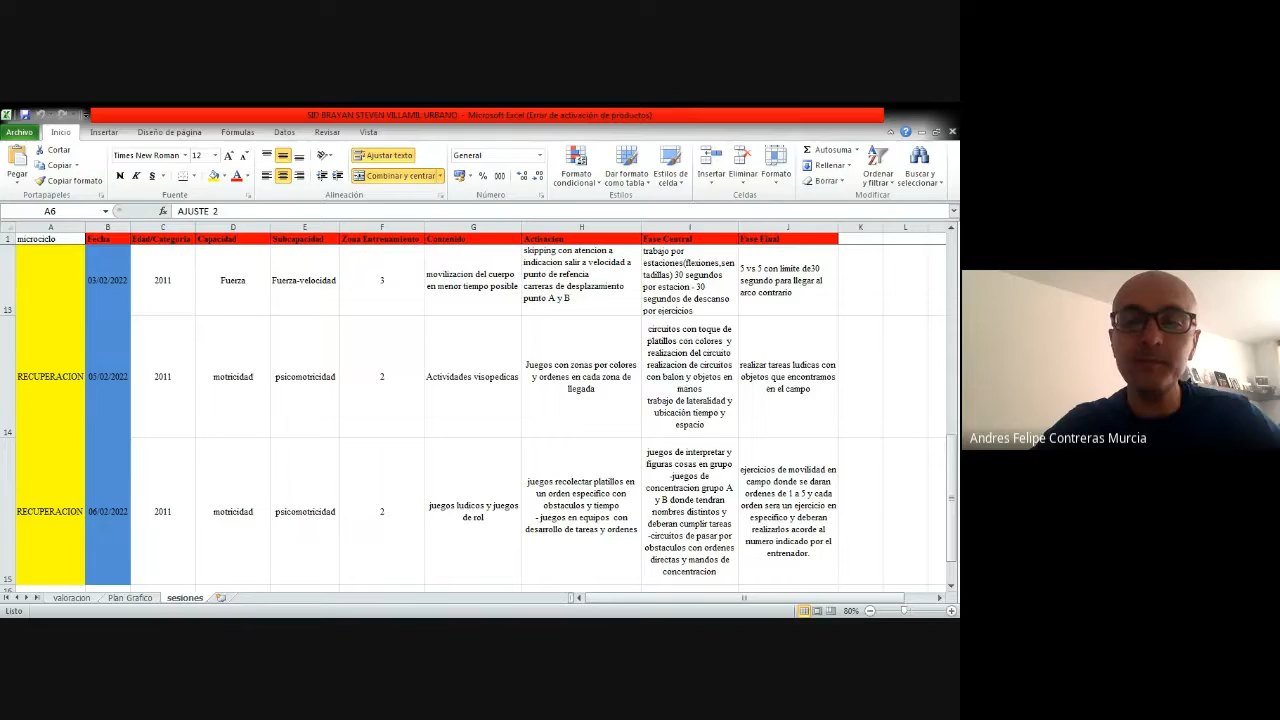 SID BRAYAN STEVEN VILLAMIL URBANO - Microsoft Excel (Error de activación de productos)
Archivo Inicio Insertar Diseño de página Fórmulas Datos Revisar Vista
Pegar
Cortar
Copiar
Copiar formato
Portapapeles
Times New Roman 12
N K S
Fuente
Ajustar texto
Combinar y centrar
Alineación
General
% 000
Número
Formato condicional
Dar formato como tabla
Estilos de celda
Estilos
Insertar Eliminar Formato
Celdas
Autosuma
Rellenar
Borrar
Ordenar y filtrar
Buscar y seleccionar
Modificar
A6 fx AJUSTE 2
A B C D E F G H I J K L
1 microciclo Fecha Edad/Categoria Capacidad Subcapacidad Zona Entrenamiento Contenido Activacion Fase Central Fase Final
13
03/02/2022
2011
Fuerza
Fuerza-velocidad
3
movilizacion del cuerpo
en menor tiempo posible
skipping con atencion a
indicacion salir a velocidad a
punto de refencia
carreras de desplazamiento
punto A y B
trabajo por
estaciones(flexiones,sen
tadillas) 30 segundos
por estacion - 30
segundos de descanso
por ejercicios
5 vs 5 con limite de30
segundo para llegar al
arco contrario
14
RECUPERACION
05/02/2022
2011
motricidad
psicomotricidad
2
Actividades visopedicas
Juegos con zonas por colores
y ordenes en cada zona de
llegada
circuitos con toque de
platillos con colores y
realizacion del circuito
realizacion de circuitos
con balon y objetos en
manos
trabajo de lateralidad y
ubicación tiempo y
espacio
realizar tareas ludicas con
objetos que encontramos
en el campo
15
RECUPERACION
06/02/2022
2011
motricidad
psicomotricidad
2
juegos ludicos y juegos
de rol
juegos recolectar platillos en
un orden especifico con
obstaculos y tiempo
- juegos en equipos con
desarrollo de tareas y ordenes
juegos de interpretar y
figuras cosas en grupo
-juegos de
concentracion grupo A
y B donde tendran
nombres distintos y
deberan cumplir tareas
-circuitos de pasar por
obstaculos con ordenes
directas y mandos de
concentracion
ejercicios de movilidad en
campo donde se daran
ordenes de 1 a 5 y cada
orden sera un ejercicio en
especifico y deberan
realizarlos acorde al
numero indicado por el
entrenador.
valoracion Plan Grafico sesiones
Listo
80%
Andres Felipe Contreras Murcia